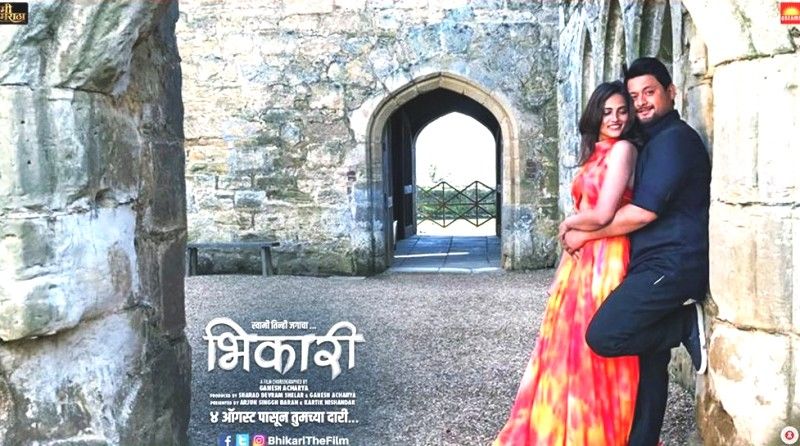 मी
मराठा
स्वामी तिन्ही जगाचा ...
भिकारी
A FILM CHOREOGRAPHED BY
GANESH ACHARYA
PRODUCED BY SHARAD DEVRAM SHELAR & GANESH ACHARYA
PRESENTED BY ARJUN SINGGH BARAN & KARTIK NISHANDAR
४ ऑगस्ट पासून तुमच्या दारी...
BhikariTheFilm